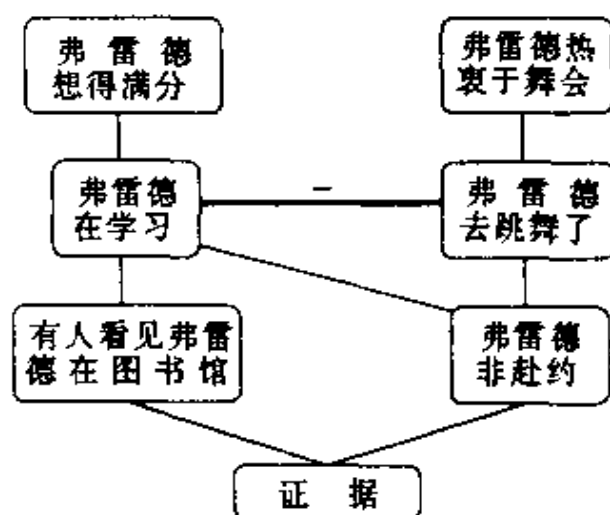 弗雷德
想得满分
弗雷德热
衷于舞会
弗雷德
在学习
–
弗雷德
去跳舞了
有人看见弗雷
德在图书馆
弗雷德
非赴约
证据